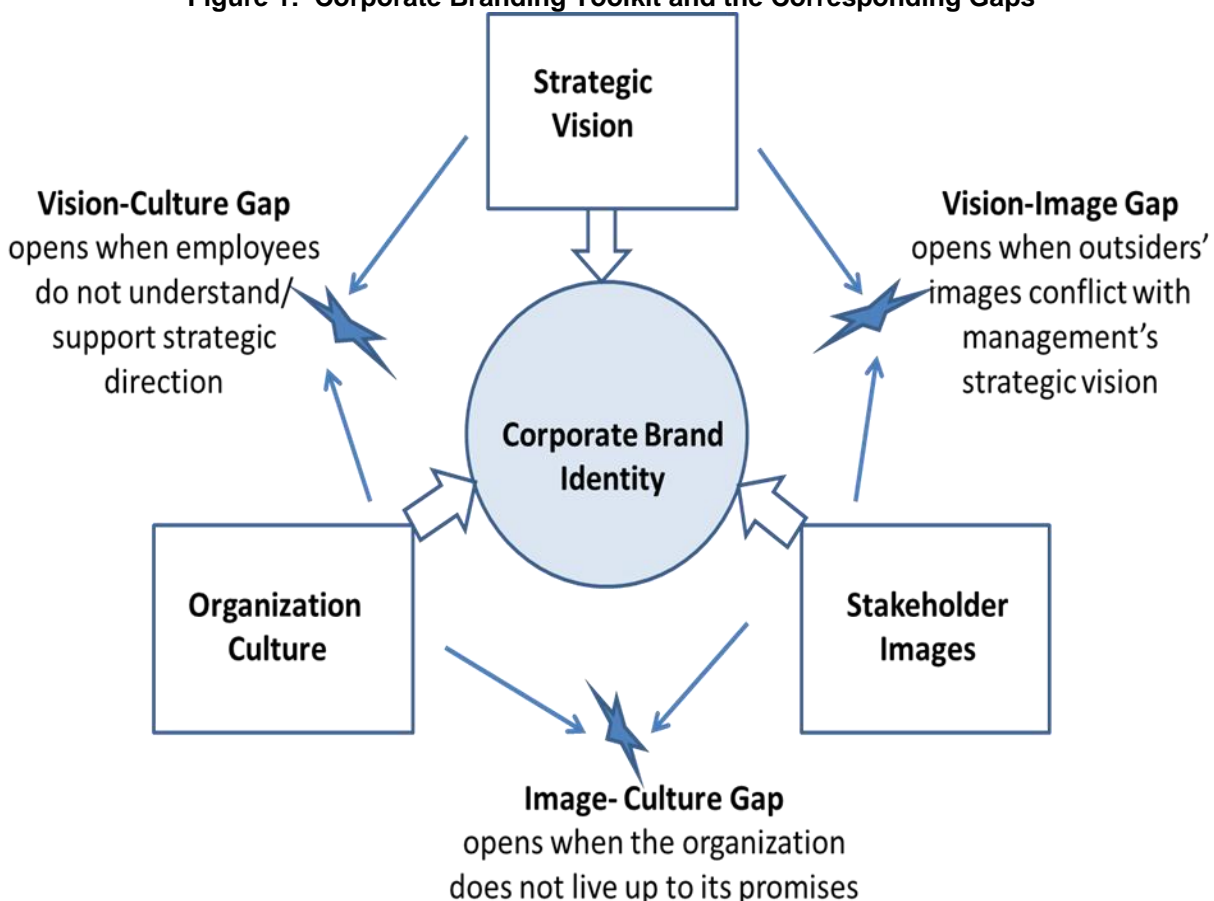 Figure 1: Corporate Branding Toolkit and the Corresponding Gaps
Strategic
Vision
Vision-Culture Gap
opens when employees
do not understand/
support strategic
direction
Vision-Image Gap
opens when outsiders’
images conflict with
management’s
strategic vision
Corporate Brand
Identity
Organization
Culture
Stakeholder
Images
Image- Culture Gap
opens when the organization
does not live up to its promises